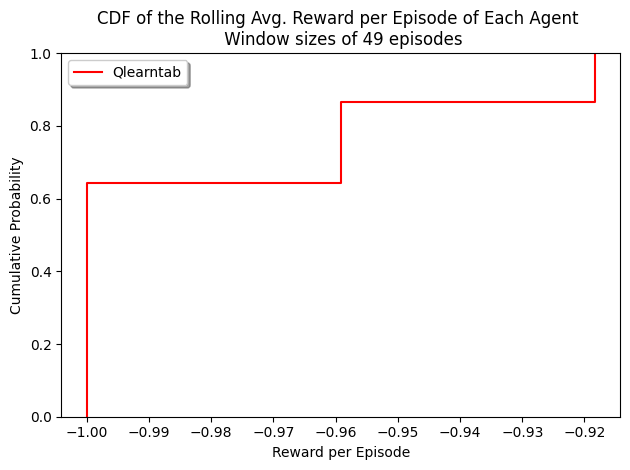 CDF of the Rolling Avg. Reward per Episode of Each Agent
Window sizes of 49 episodes
Qlearntab
1.0
0.8
0.6
0.4
0.2
0.0
Cumulative Probability
−1.00 −0.99 −0.98 −0.97 −0.96 −0.95 −0.94 −0.93 −0.92
Reward per Episode